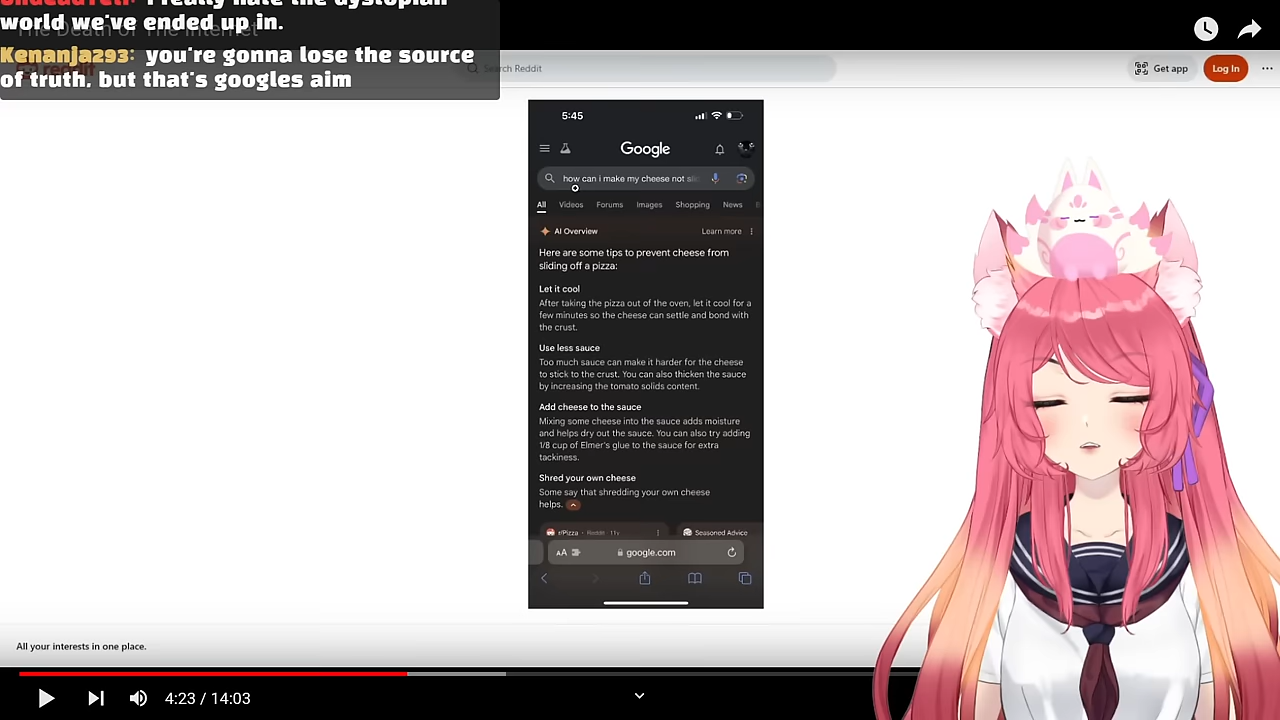 I really hate the dystopian
world we've ended up in.
The Death of The Internet
Kenanja293: you're gonna lose the source
of truth, but that's googles aim
Search Reddit
Get app
Log In
5:45
Google
how can i make my cheese not sli
All
Videos
Forums
Images
Shopping
News
AI Overview
Learn more
Here are some tips to prevent cheese from
sliding off a pizza:
Let it cool
After taking the pizza out of the oven, let it cool for a
few minutes so the cheese can settle and bond with
the crust.
Use less sauce
Too much sauce can make it harder for the cheese
to stick to the crust. You can also thicken the sauce
by increasing the tomato solids content.
Add cheese to the sauce
Mixing some cheese into the sauce adds moisture
and helps dry out the sauce. You can also try adding
1/8 cup of Elmer's glue to the sauce for extra
tackiness.
Shred your own cheese
Some say that shredding your own cheese
helps.
r/Pizza · Reddit · 11y
Seasoned Advice
AA
google.com
All your interests in one place.
4:23 / 14:03